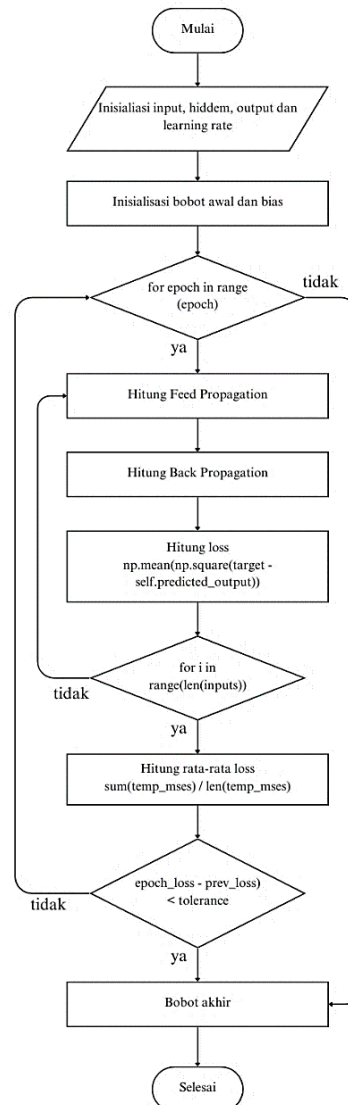 Mulai
Inisialiasi input, hiddem, output dan
learning rate
Inisialisasi bobot awal dan bias
for epoch in range
(epoch)
tidak
ya
Hitung Feed Propagation
Hitung Back Propagation
Hitung loss
np.mean(np.square(target -
self.predicted_output))
for i in
range(len(inputs))
tidak
ya
Hitung rata-rata loss
sum(temp_mses) / len(temp_mses)
epoch_loss - prev_loss)
< tolerance
tidak
ya
Bobot akhir
Selesai